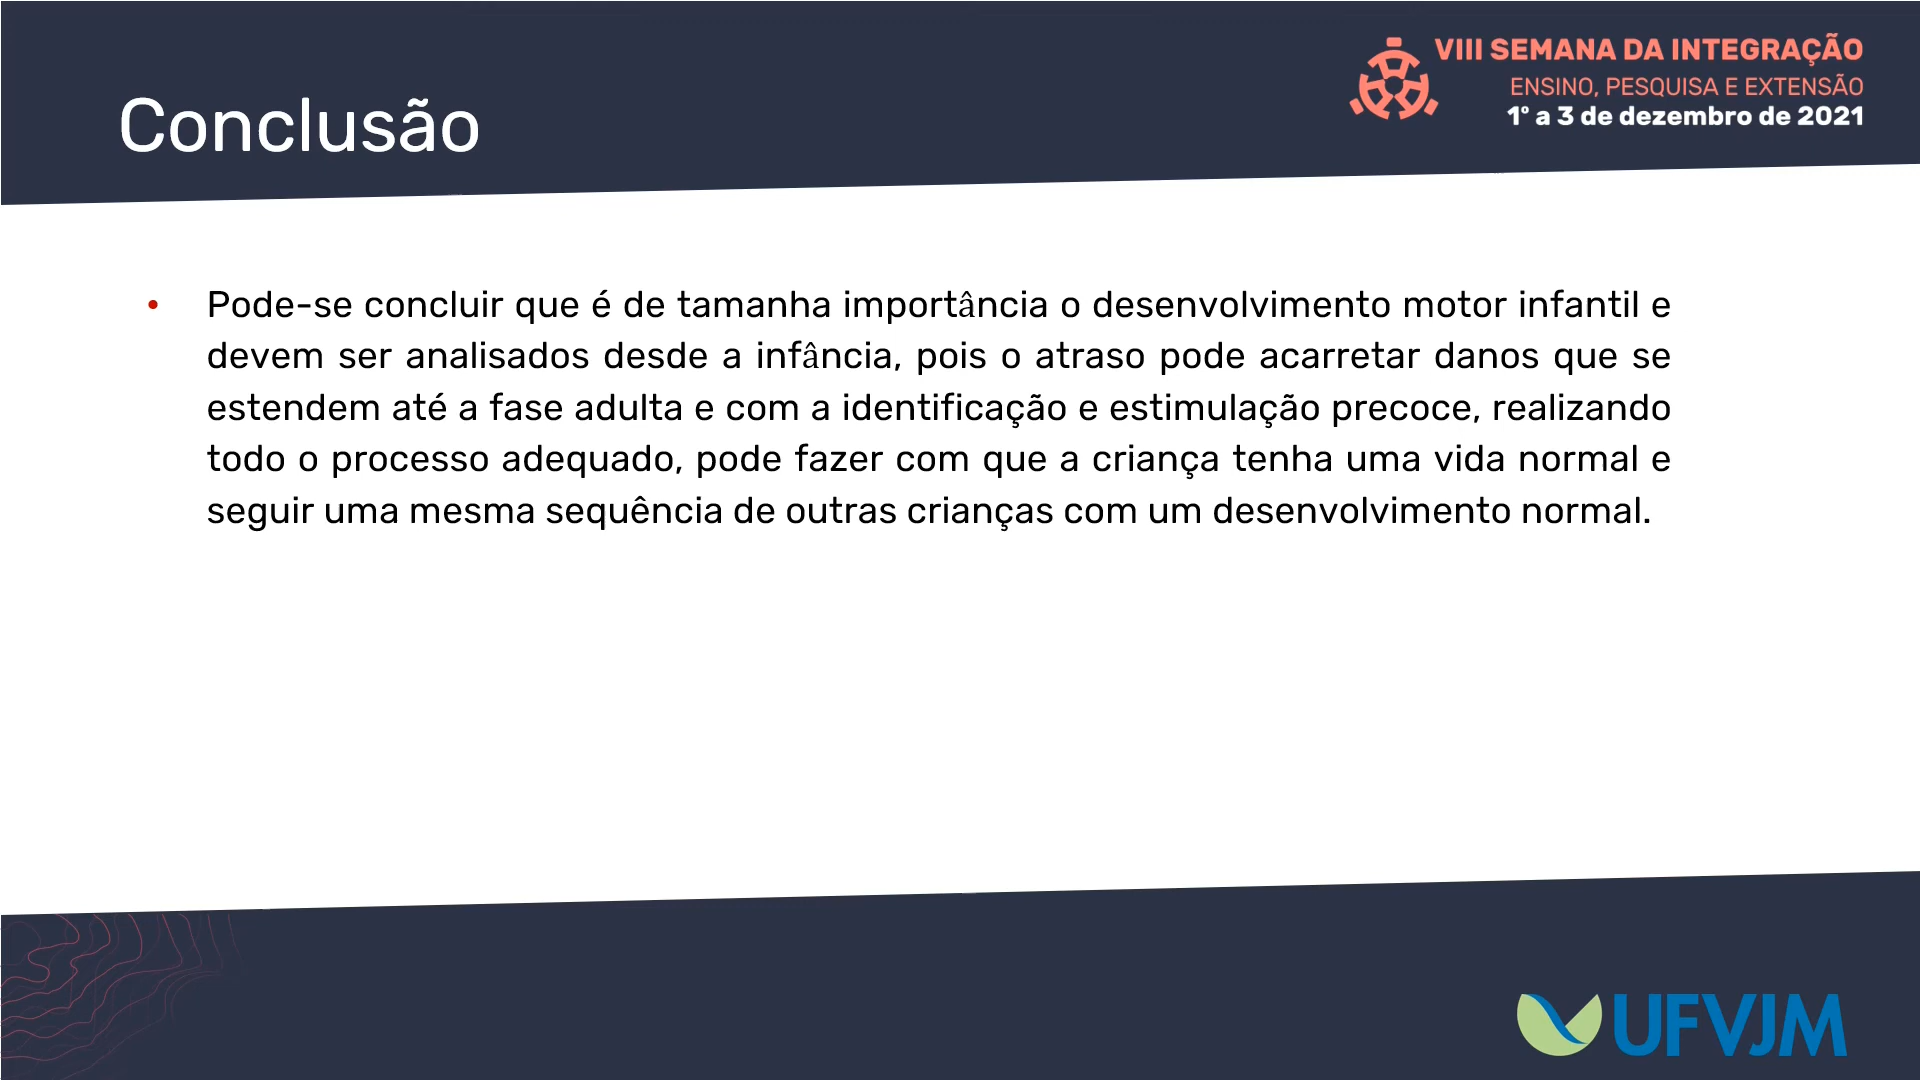 VIII SEMANA DA INTEGRAÇÃO
ENSINO, PESQUISA E EXTENSÃO
1º a 3 de dezembro de 2021
Conclusão
• Pode-se concluir que é de tamanha importância o desenvolvimento motor infantil e
devem ser analisados desde a infância, pois o atraso pode acarretar danos que se
estendem até a fase adulta e com a identificação e estimulação precoce, realizando
todo o processo adequado, pode fazer com que a criança tenha uma vida normal e
seguir uma mesma sequência de outras crianças com um desenvolvimento normal.
UFVJM